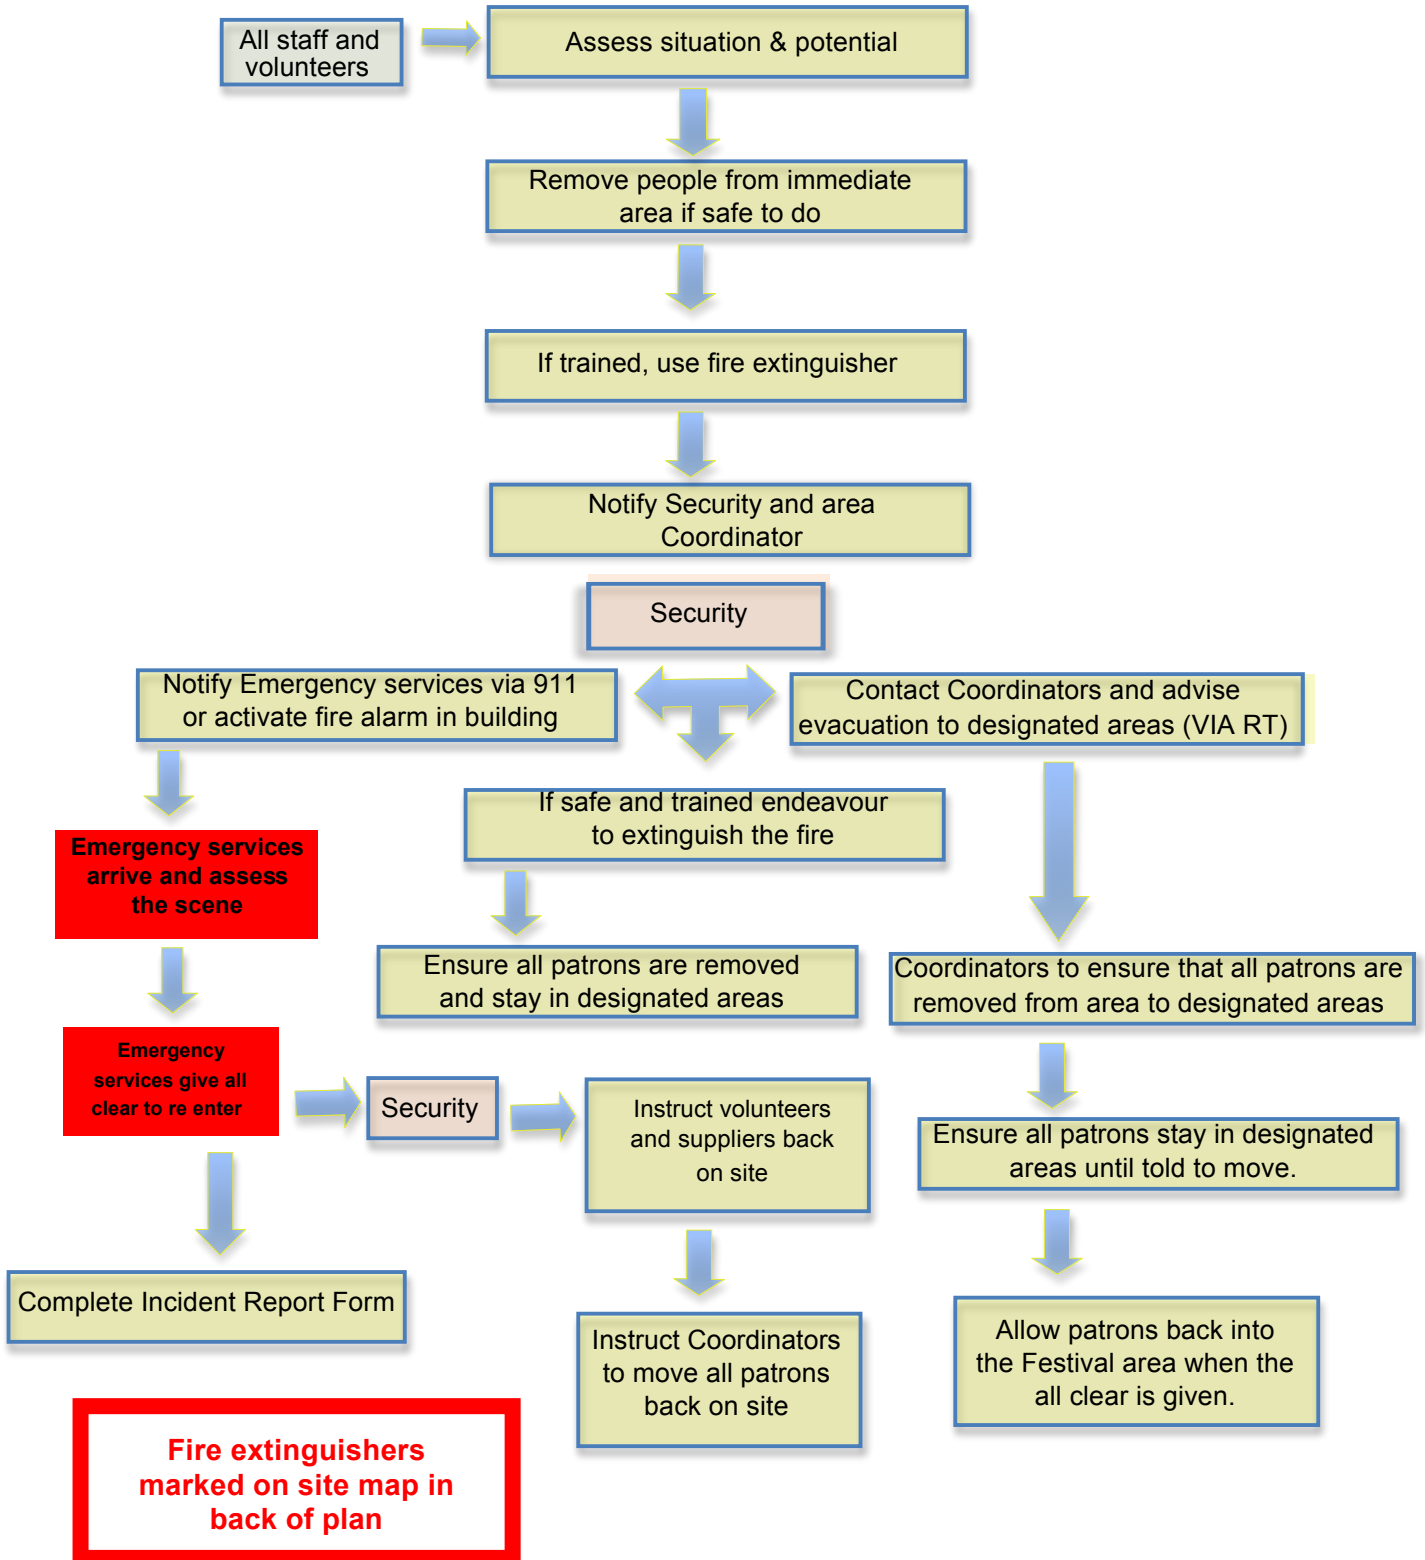 All staff and
volunteers
Assess situation & potential
Remove people from immediate
area if safe to do
If trained, use fire extinguisher
Notify Security and area
Coordinator
Security
Notify Emergency services via 911
or activate fire alarm in building
Contact Coordinators and advise
evacuation to designated areas (VIA RT)
If safe and trained endeavour
to extinguish the fire
Emergency services
arrive and assess
the scene
Ensure all patrons are removed
and stay in designated areas
Coordinators to ensure that all patrons are
removed from area to designated areas
Emergency
services give all
clear to re enter
Security
Instruct volunteers
and suppliers back
on site
Ensure all patrons stay in designated
areas until told to move.
Complete Incident Report Form
Instruct Coordinators
to move all patrons
back on site
Allow patrons back into
the Festival area when the
all clear is given.
Fire extinguishers
marked on site map in
back of plan